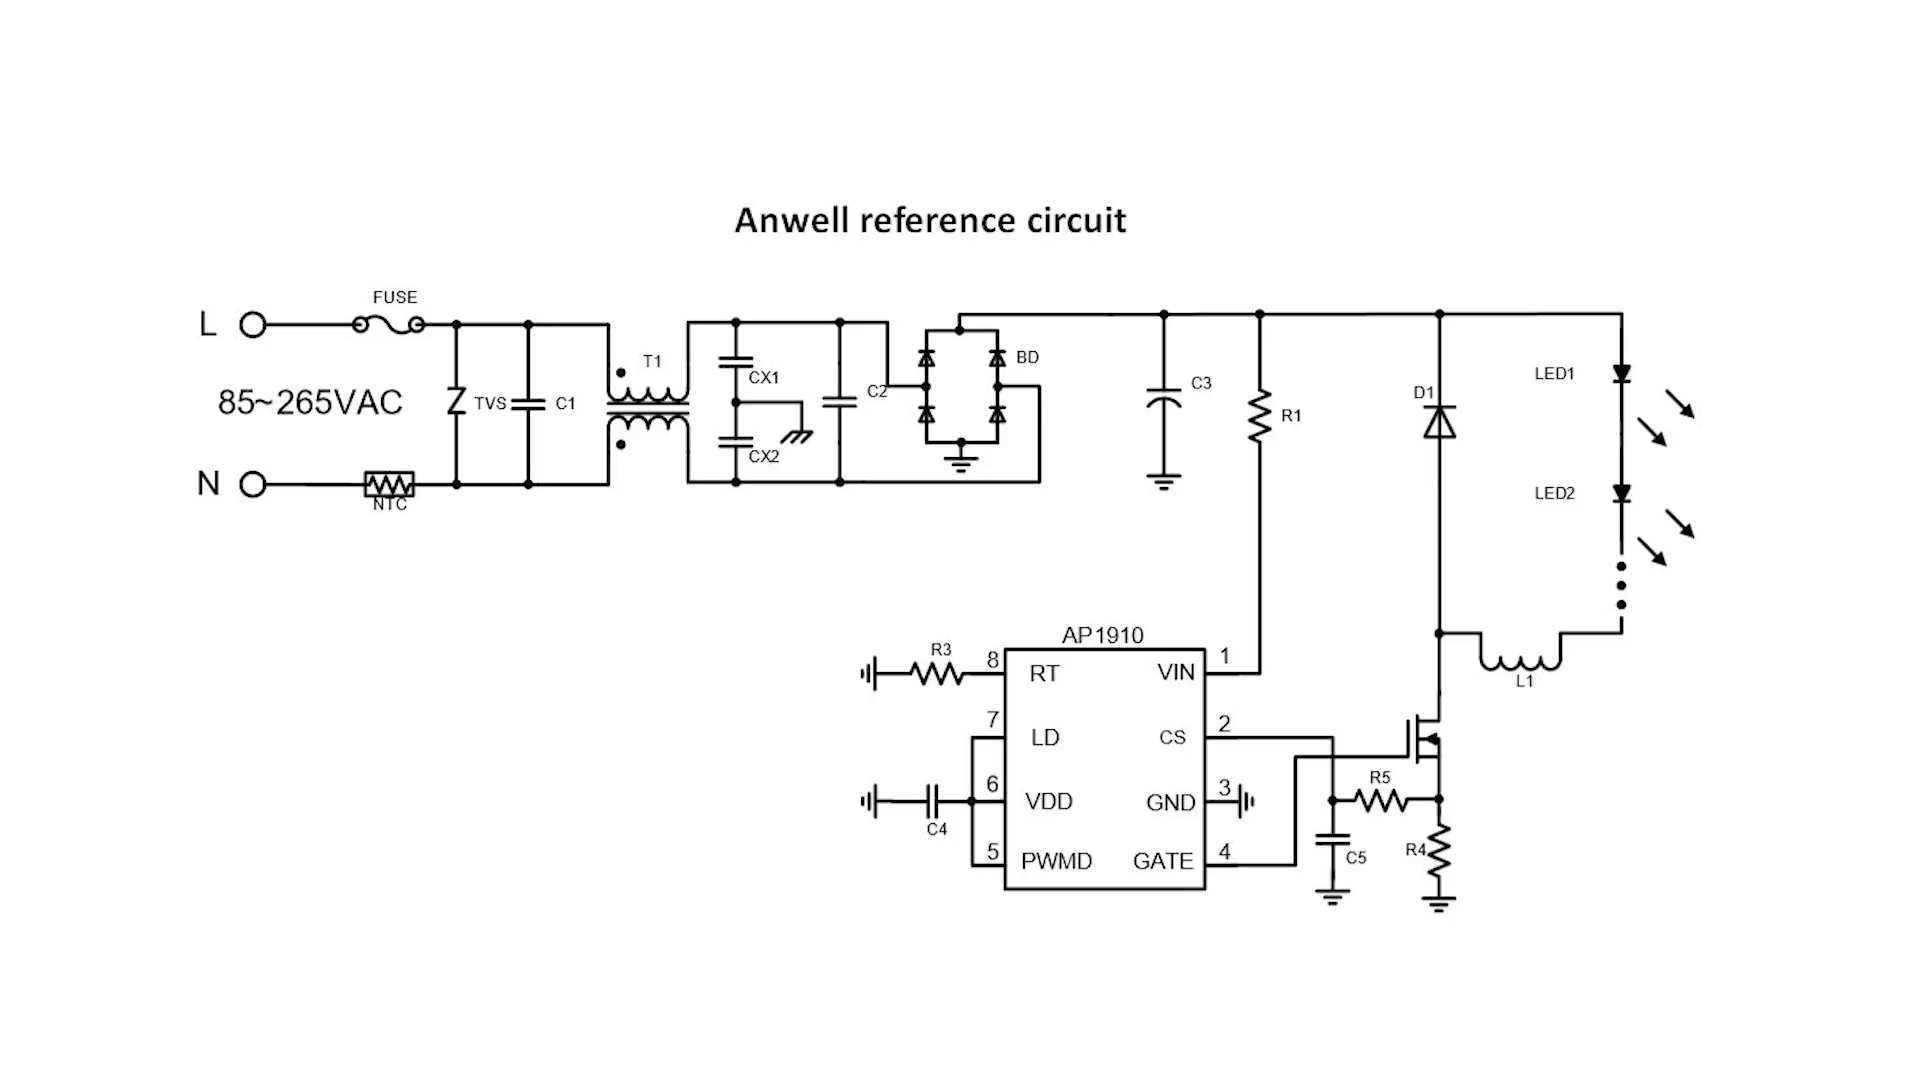 Anwell reference circuit
FUSE
L
T1
BD
CX1
LED1
C3
C2
D1
85~265VAC
TVS
C1
R1
CX2
N
LED2
NTC
AP1910
R3
8
RT
VIN
1
L1
7
LD
CS
2
6
VDD
GND
3
R5
C4
5
PWMD
GATE
4
C5
R4